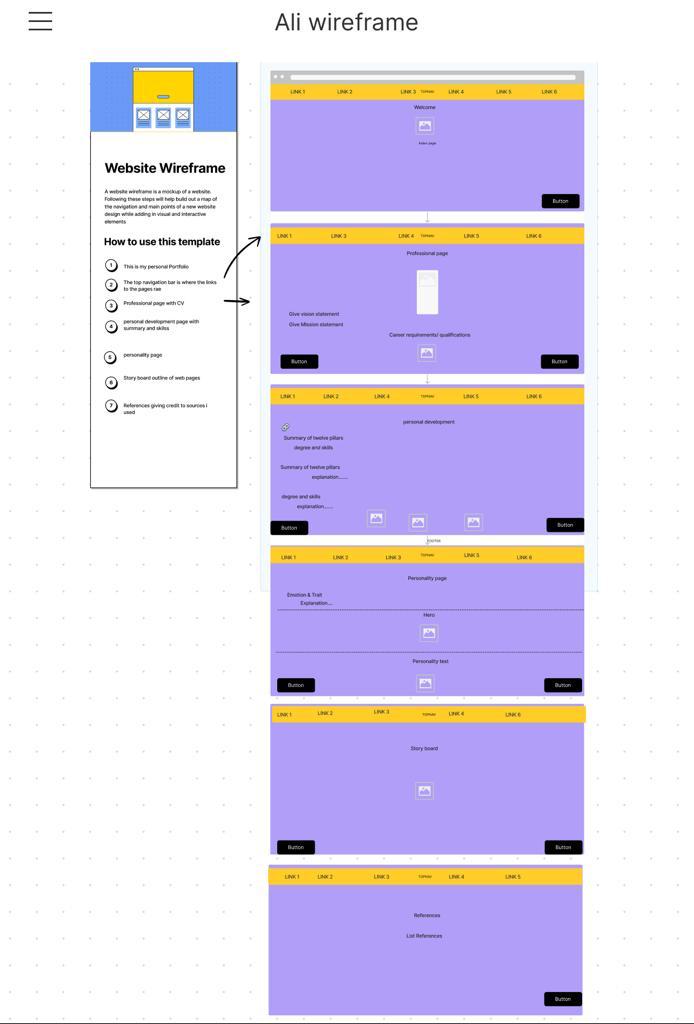 Ali wireframe
Website Wireframe
A website wireframe is a mockup of a website.
Following these steps will help build out a map of
the navigation and main points of a new website
design while adding in visual and interactive
elements
How to use this template
1 This is my personal Portfolio
2 The top navigation bar is where the links
to the pages rae
3 Professional page with CV
4 personal development page with
summary and skilss
5 personality page
6 Story board outline of web pages
7 References giving credit to sources i
used
LINK 1 LINK 2 LINK 3 TOPNAV LINK 4 LINK 5 LINK 6
Welcome
Index page
Button
LINK 1 LINK 3 LINK 4 TOPNAV LINK 5 LINK 6
Professional page
Give vision statement
Give Mission statement
Career requirements/ qualifications
Button Button
LINK 1 LINK 2 LINK 4 TOPNAV LINK 5 LINK 6
personal development
Summary of twelve pillars
degree and skills
Summary of twelve pillars
explanation......
degree and skills
explanation......
Button Button
FOOTER
LINK 1 LINK 2 LINK 3 TOPNAV LINK 5 LINK 6
Personality page
Emotion & Trait
Explanation...
Hero
Personality text
Button Button
LINK 1 LINK 2 LINK 3 TOPNAV LINK 4 LINK 6
Story board
Button Button
LINK 1 LINK 2 LINK 3 TOPNAV LINK 4 LINK 5
References
List References
Button